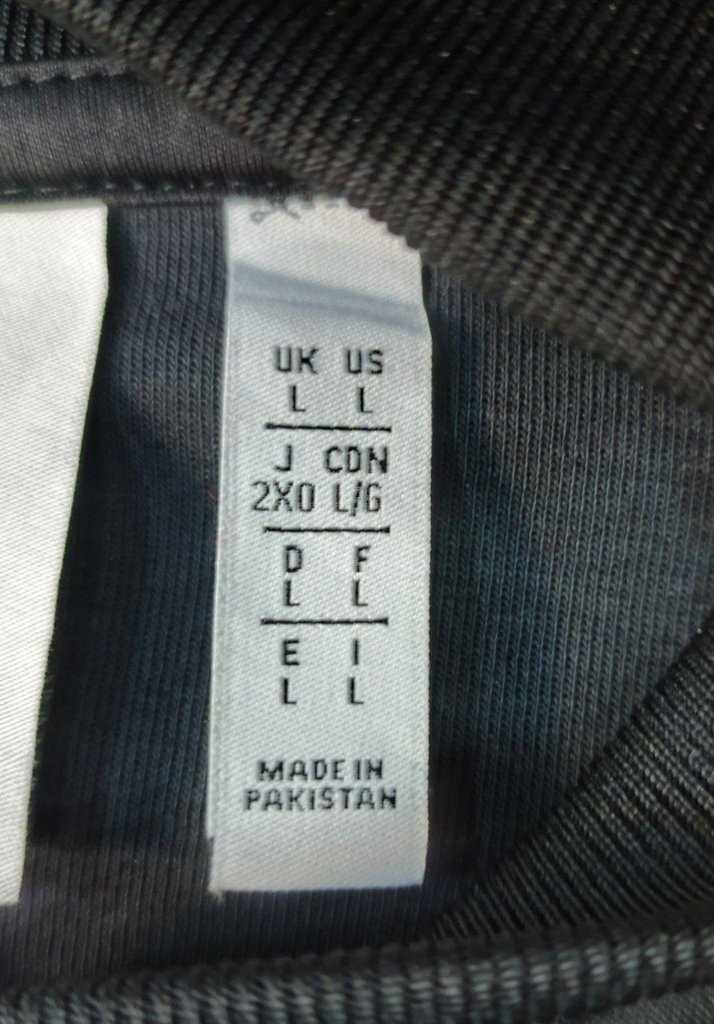 UK US
L L
J CDN
2XO L/G
D F
L L
E I
L L
MADE IN
PAKISTAN